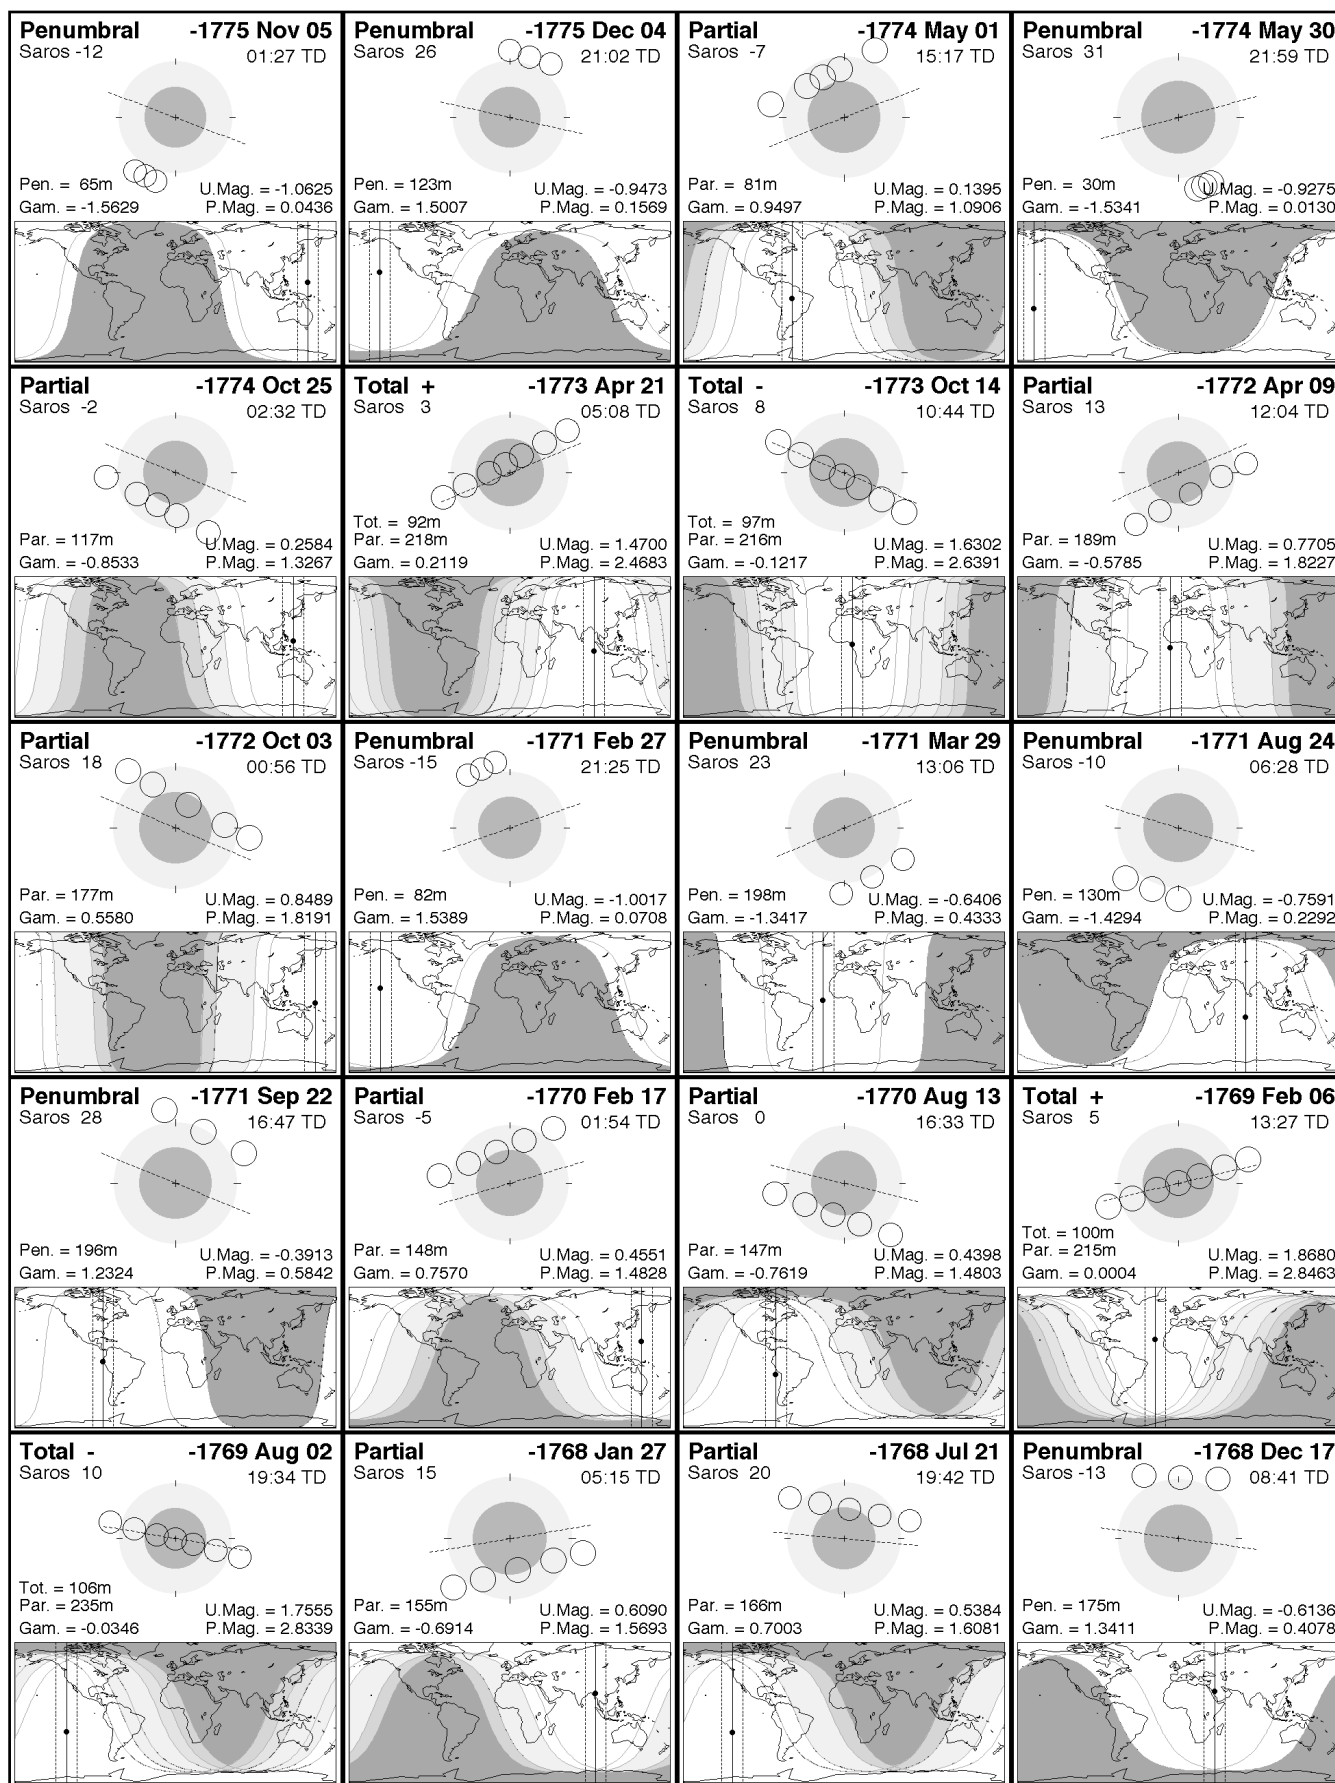 Penumbral -1775 Nov 05
Saros -12 01:27 TD
Pen. = 65m U.Mag. = -1.0625
Gam. = -1.5629 P.Mag. = 0.0436
Penumbral -1775 Dec 04
Saros 26 21:02 TD
Pen. = 123m U.Mag. = -0.9473
Gam. = 1.5007 P.Mag. = 0.1569
Partial -1774 May 01
Saros -7 15:17 TD
Par. = 81m U.Mag. = 0.1395
Gam. = 0.9497 P.Mag. = 1.0906
Penumbral -1774 May 30
Saros 31 21:59 TD
Pen. = 30m U.Mag. = -0.9275
Gam. = -1.5341 P.Mag. = 0.0130
Partial -1774 Oct 25
Saros -2 02:32 TD
Par. = 117m U.Mag. = 0.2584
Gam. = -0.8533 P.Mag. = 1.3267
Total + -1773 Apr 21
Saros 3 05:08 TD
Tot. = 92m
Par. = 218m U.Mag. = 1.4700
Gam. = 0.2119 P.Mag. = 2.4683
Total - -1773 Oct 14
Saros 8 10:44 TD
Tot. = 97m
Par. = 216m U.Mag. = 1.6302
Gam. = -0.1217 P.Mag. = 2.6391
Partial -1772 Apr 09
Saros 13 12:04 TD
Par. = 189m U.Mag. = 0.7705
Gam. = -0.5785 P.Mag. = 1.8227
Partial -1772 Oct 03
Saros 18 00:56 TD
Par. = 177m U.Mag. = 0.8489
Gam. = 0.5580 P.Mag. = 1.8191
Penumbral -1771 Feb 27
Saros -15 21:25 TD
Pen. = 82m U.Mag. = -1.0017
Gam. = 1.5389 P.Mag. = 0.0708
Penumbral -1771 Mar 29
Saros 23 13:06 TD
Pen. = 198m U.Mag. = -0.6406
Gam. = -1.3417 P.Mag. = 0.4333
Penumbral -1771 Aug 24
Saros -10 06:28 TD
Pen. = 130m U.Mag. = -0.7591
Gam. = -1.4294 P.Mag. = 0.2292
Penumbral -1771 Sep 22
Saros 28 16:47 TD
Pen. = 196m U.Mag. = -0.3913
Gam. = 1.2324 P.Mag. = 0.5842
Partial -1770 Feb 17
Saros -5 01:54 TD
Par. = 148m U.Mag. = 0.4551
Gam. = 0.7570 P.Mag. = 1.4828
Partial -1770 Aug 13
Saros 0 16:33 TD
Par. = 147m U.Mag. = 0.4398
Gam. = -0.7619 P.Mag. = 1.4803
Total + -1769 Feb 06
Saros 5 13:27 TD
Tot. = 100m
Par. = 215m U.Mag. = 1.8680
Gam. = 0.0004 P.Mag. = 2.8463
Total - -1769 Aug 02
Saros 10 19:34 TD
Tot. = 106m
Par. = 235m U.Mag. = 1.7555
Gam. = -0.0346 P.Mag. = 2.8339
Partial -1768 Jan 27
Saros 15 05:15 TD
Par. = 155m U.Mag. = 0.6090
Gam. = -0.6914 P.Mag. = 1.5693
Partial -1768 Jul 21
Saros 20 19:42 TD
Par. = 166m U.Mag. = 0.5384
Gam. = 0.7003 P.Mag. = 1.6081
Penumbral -1768 Dec 17
Saros -13 08:41 TD
Pen. = 175m U.Mag. = -0.6136
Gam. = 1.3411 P.Mag. = 0.4078